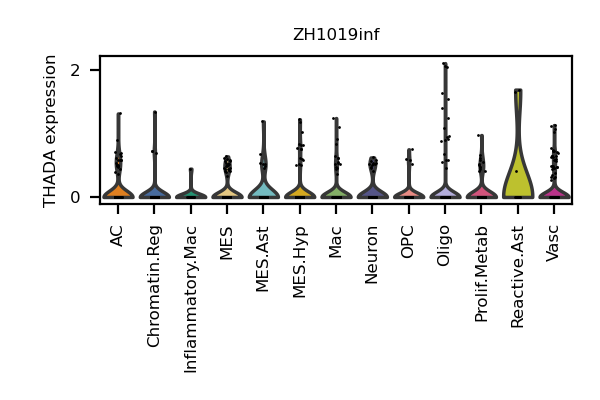 ZH1019inf
THADA expression
2
0
AC
Chromatin.Reg
Inflammatory.Mac
MES
MES.Ast
MES.Hyp
Mac
Neuron
OPC
Oligo
Prolif.Metab
Reactive.Ast
Vasc